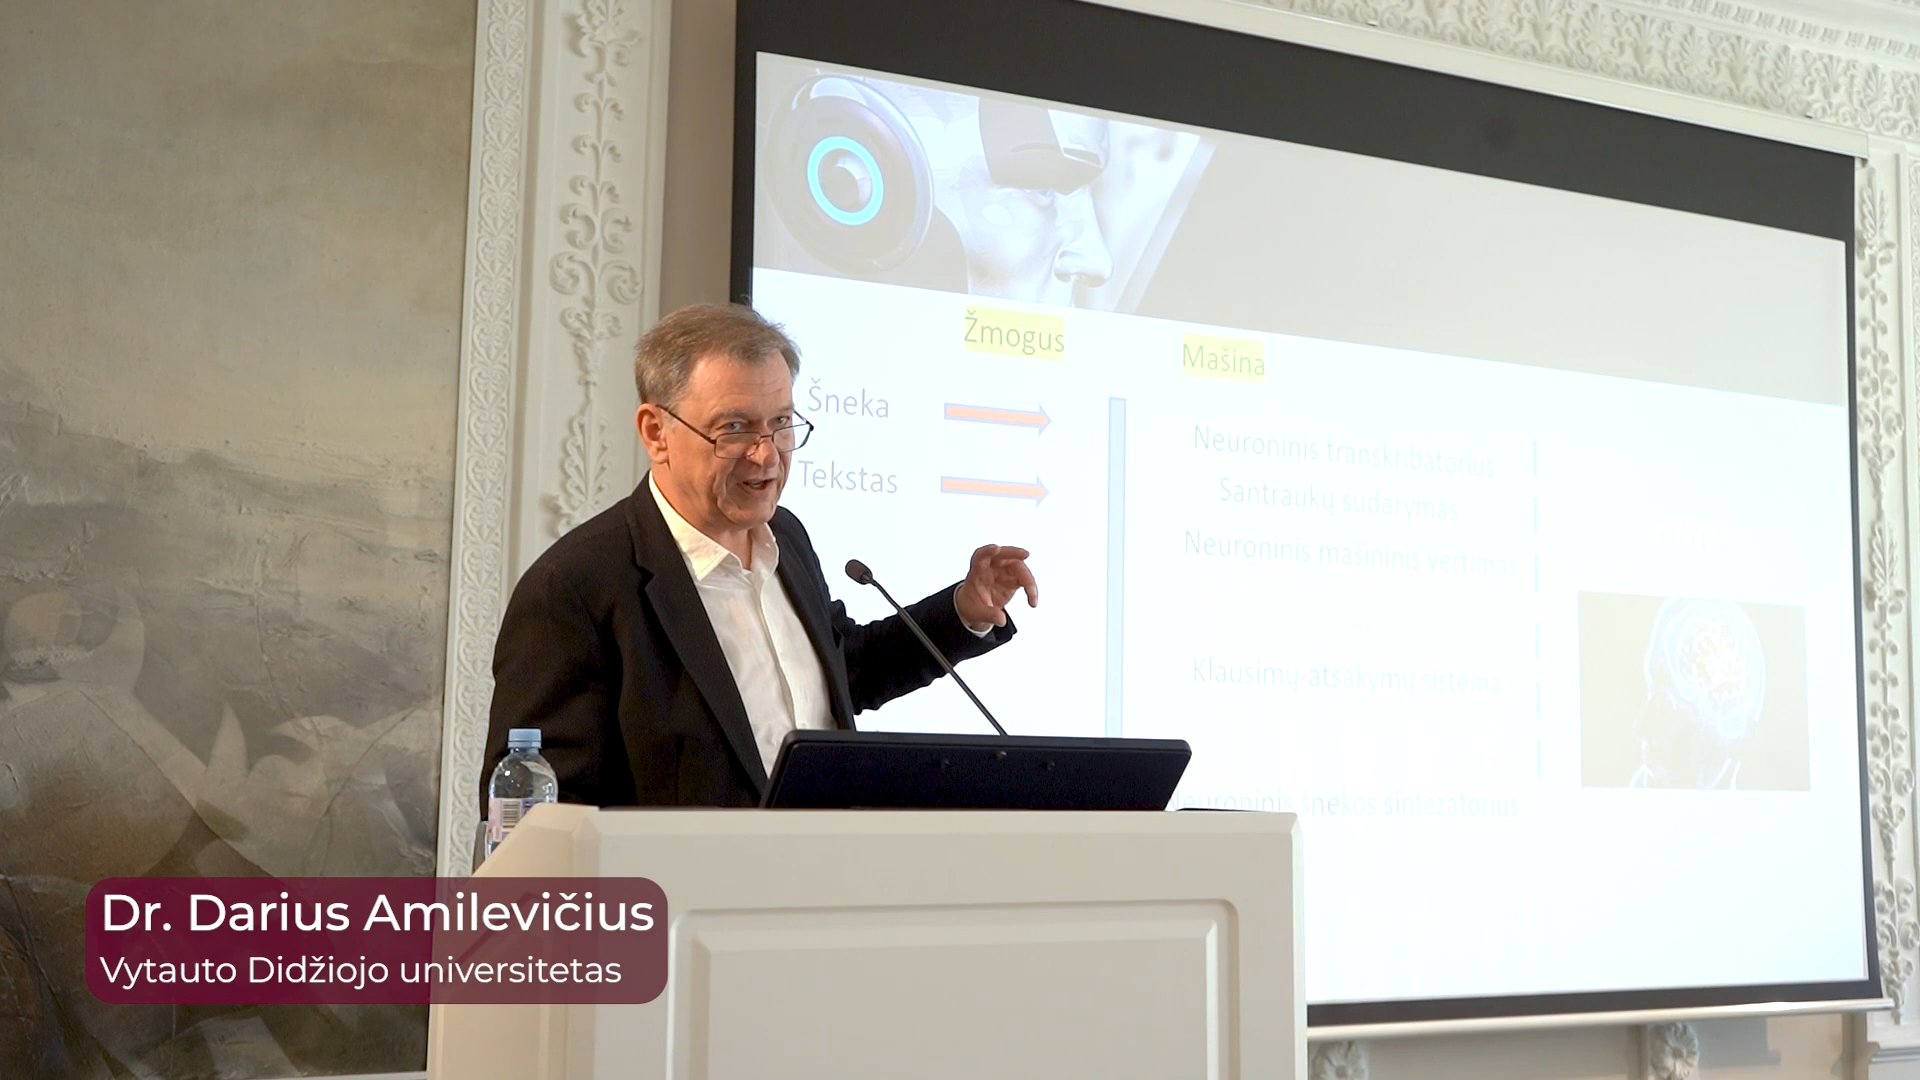 Žmogus
Mašina
Šneka
Tekstas
Neuroninis transkribatorius
Santraukų sudarymas
Neuroninis mašininis vertimas
...
Klausimų-atsakymų sistema
Neuroninis šnekos sintezatorius
Dr. Darius Amilevičius
Vytauto Didžiojo universitetas